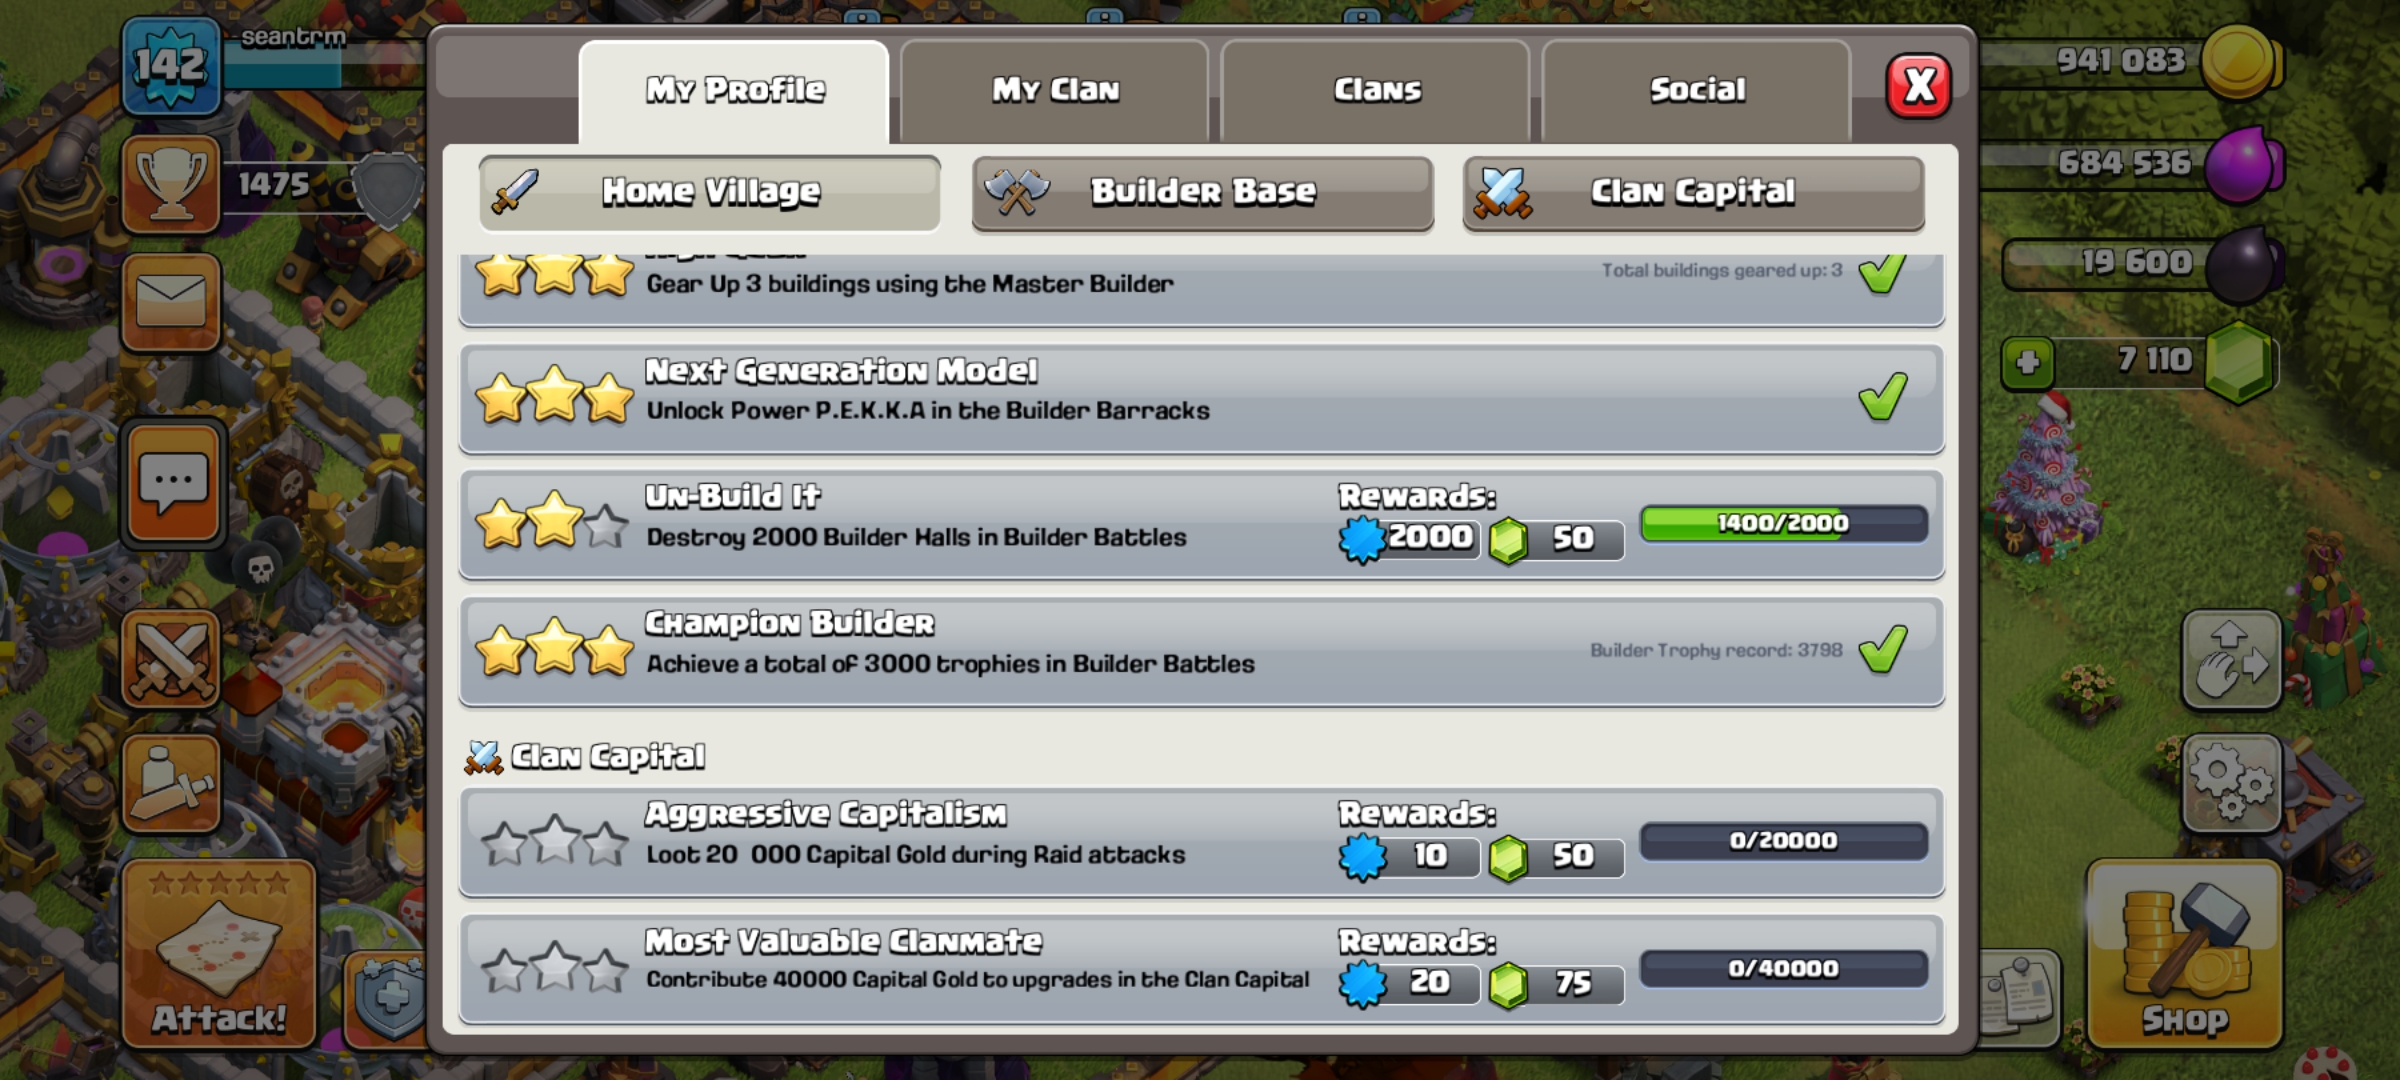 142
seantrm
My Profile
My Clan
Clans
Social
X
941 083
1475
Home Village
Builder Base
Clan Capital
684 536
Gear Up 3 buildings using the Master Builder
Total buildings geared up: 3
19 600
Next Generation Model
Unlock Power P.E.K.K.A in the Builder Barracks
7 110
Un-Build It
Destroy 2000 Builder Halls in Builder Battles
Rewards:
2000
50
1400/2000
Champion Builder
Achieve a total of 3000 trophies in Builder Battles
Builder Trophy record: 3798
Clan Capital
Aggressive Capitalism
Loot 20 000 Capital Gold during Raid attacks
Rewards:
10
50
0/20000
Most Valuable Clanmate
Contribute 40000 Capital Gold to upgrades in the Clan Capital
Rewards:
20
75
0/40000
Attack!
Shop